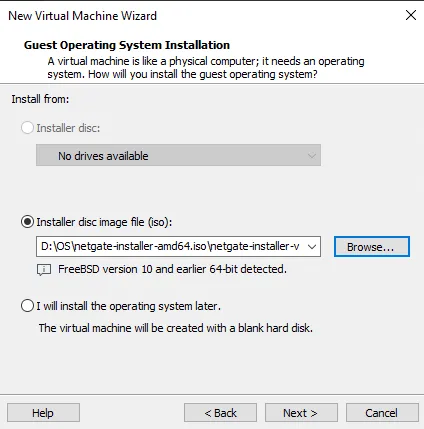 New Virtual Machine Wizard
Guest Operating System Installation
A virtual machine is like a physical computer; it needs an operating
system. How will you install the guest operating system?
Install from:
Installer disc:
No drives available
Installer disc image file (iso):
D:\OS\netgate-installer-amd64.iso\netgate-installer-v
Browse...
FreeBSD version 10 and earlier 64-bit detected.
I will install the operating system later.
The virtual machine will be created with a blank hard disk.
Help
< Back
Next >
Cancel